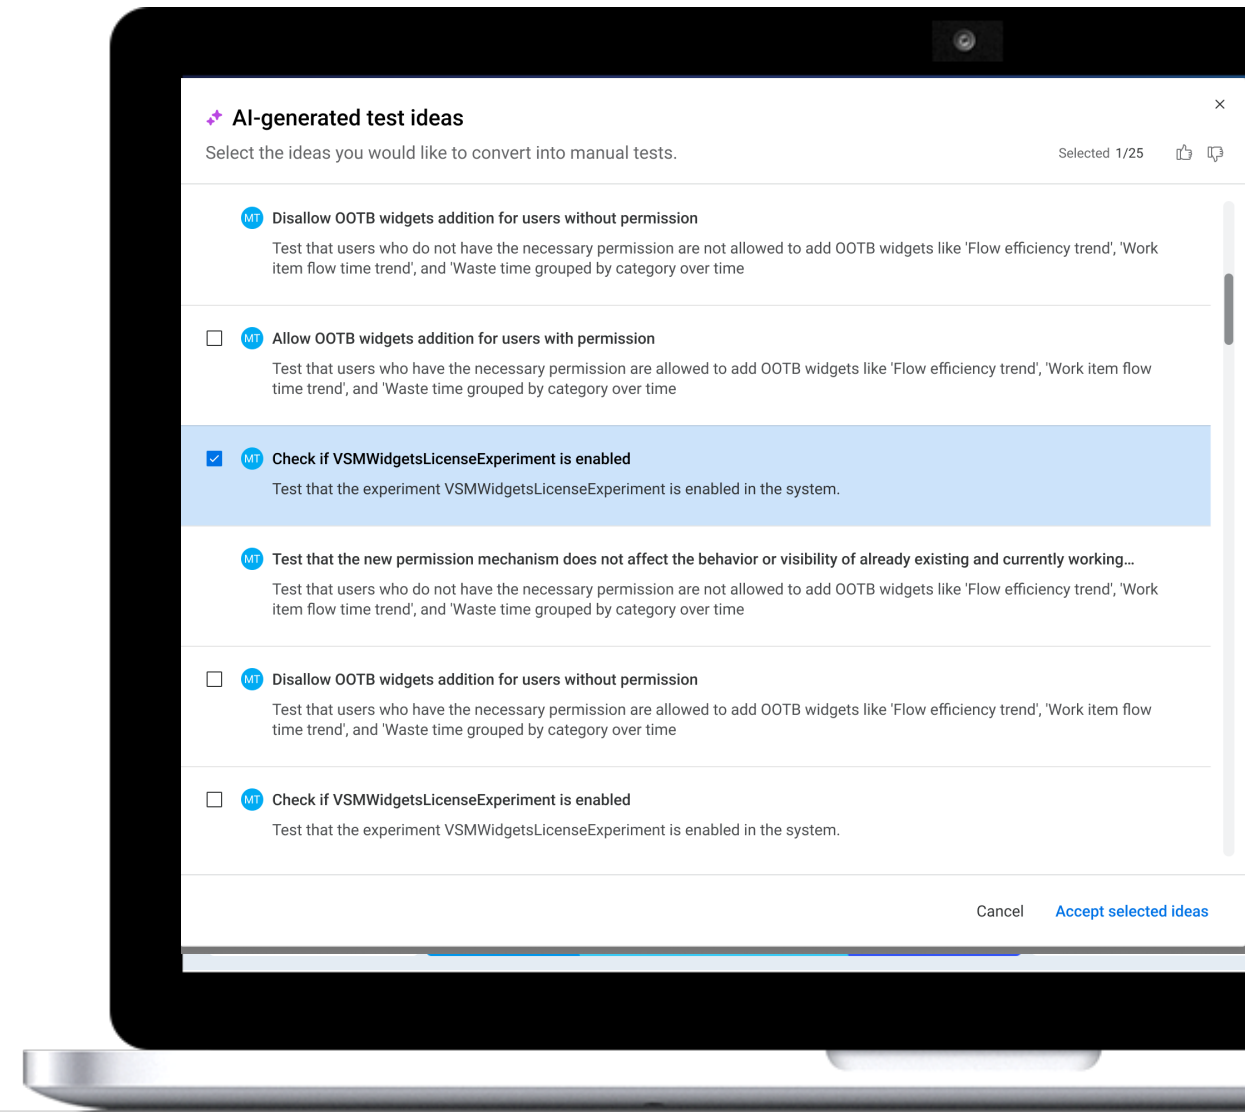 AI-generated test ideas
Select the ideas you would like to convert into manual tests.
Selected 1/25
MT Disallow OOTB widgets addition for users without permission
Test that users who do not have the necessary permission are not allowed to add OOTB widgets like 'Flow efficiency trend', 'Work
item flow time trend', and 'Waste time grouped by category over time
MT Allow OOTB widgets addition for users with permission
Test that users who have the necessary permission are allowed to add OOTB widgets like 'Flow efficiency trend', 'Work item flow
time trend', and 'Waste time grouped by category over time
MT Check if VSMWidgetsLicenseExperiment is enabled
Test that the experiment VSMWidgetsLicenseExperiment is enabled in the system.
MT Test that the new permission mechanism does not affect the behavior or visibility of already existing and currently working...
Test that users who do not have the necessary permission are not allowed to add OOTB widgets like 'Flow efficiency trend', 'Work
item flow time trend', and 'Waste time grouped by category over time
MT Disallow OOTB widgets addition for users without permission
Test that users who have the necessary permission are allowed to add OOTB widgets like 'Flow efficiency trend', 'Work item flow
time trend', and 'Waste time grouped by category over time
MT Check if VSMWidgetsLicenseExperiment is enabled
Test that the experiment VSMWidgetsLicenseExperiment is enabled in the system.
Cancel Accept selected ideas